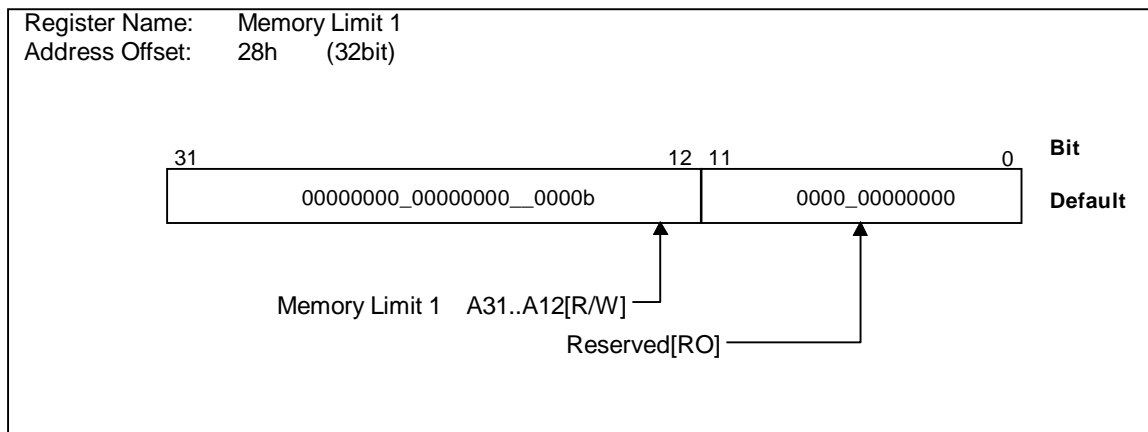 Register Name: Memory Limit 1
Address Offset: 28h (32bit)
31 12 11 0 Bit
00000000_00000000__0000b 0000_00000000 Default
Memory Limit 1 A31..A12[R/W]
Reserved[RO]